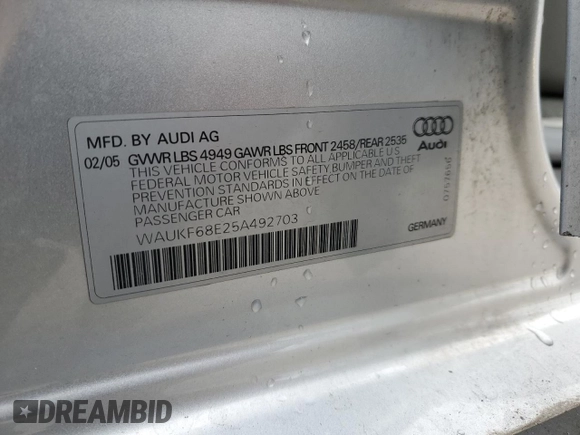 MFD. BY AUDI AG
02/05 GVWR LBS 4949 GAWR LBS FRONT 2458/REAR 2535
THIS VEHICLE CONFORMS TO ALL APPLICABLE U.S.
FEDERAL MOTOR VEHICLE SAFETY BUMPER AND THEFT
PREVENTION STANDARDS IN EFFECT ON THE DATE OF
MANUFACTURE SHOWN ABOVE
PASSENGER CAR
WAUKF68E25A492703
Audi
GERMANY
DREAMBID